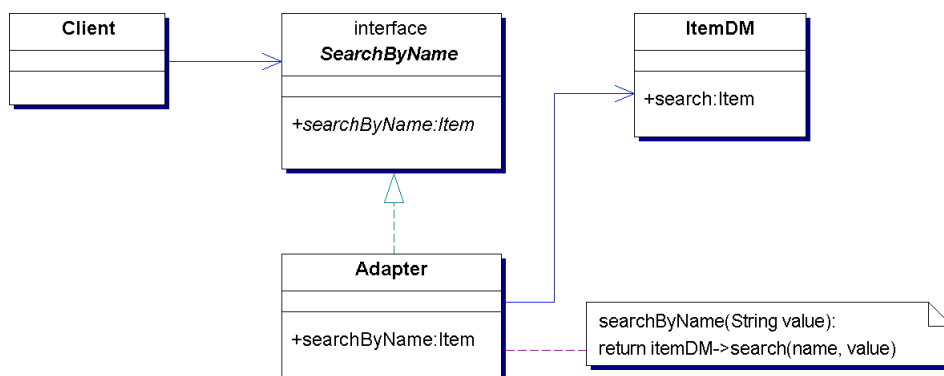 Client
interface
SearchByName
+searchByName:Item
ItemDM
+search:Item
Adapter
+searchByName:Item
searchByName(String value):
return itemDM->search(name, value)